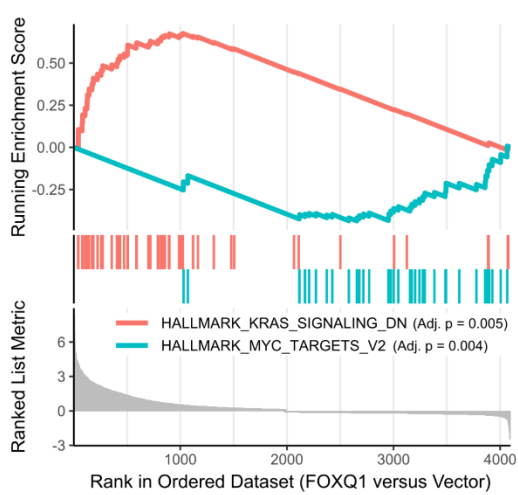 Running Enrichment Score
0.50
0.25
0.00
-0.25
HALLMARK_KRAS_SIGNALING_DN (Adj. p = 0.005)
HALLMARK_MYC_TARGETS_V2 (Adj. p = 0.004)
Ranked List Metric
6
3
0
-3
1000 2000 3000 4000
Rank in Ordered Dataset (FOXQ1 versus Vector)